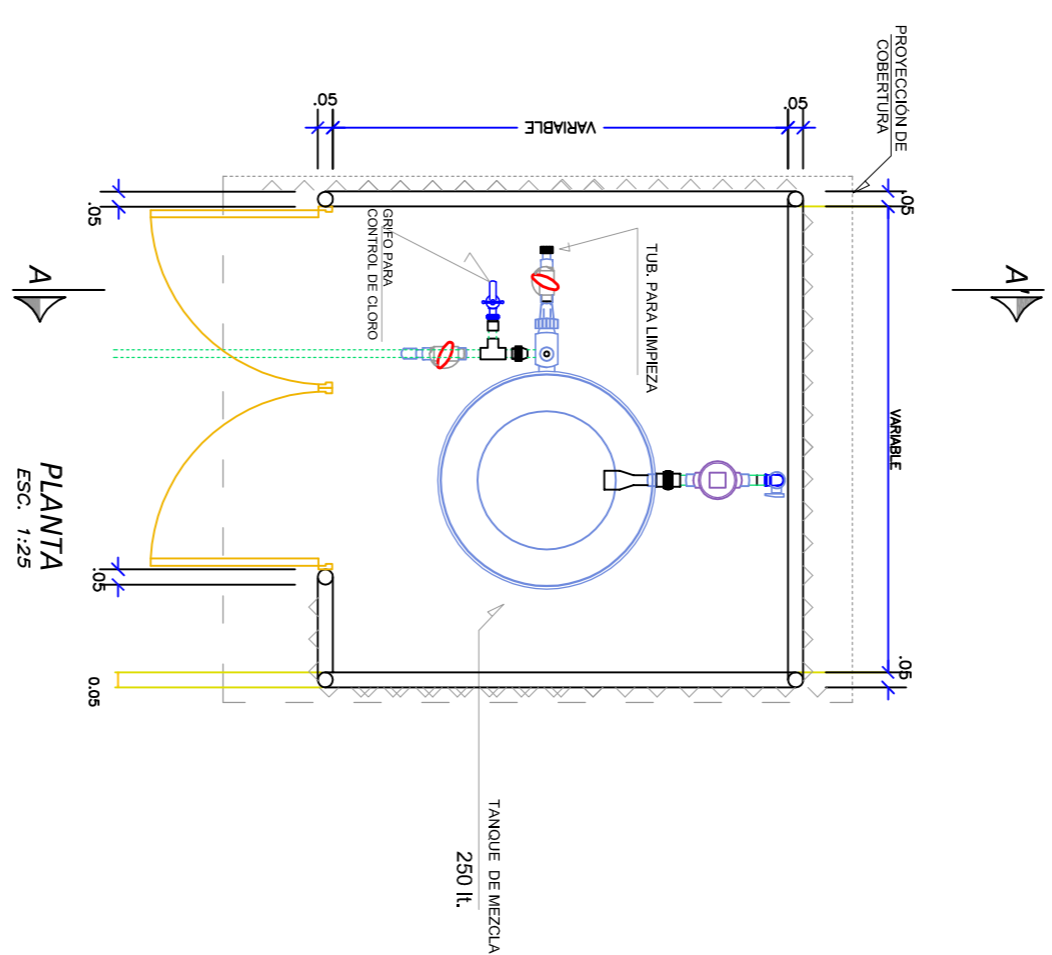 PROYECCIÓN DE
COBERTURA
.05
VARIABLE
.05
.05
.05
A
A'
GRIFO PARA
CONTROL DE CLORO
TUB. PARA LIMPIEZA
VARIABLE
PLANTA
ESC. 1:25
.05
.05
0.05
TANQUE DE MEZCLA
250 lt.